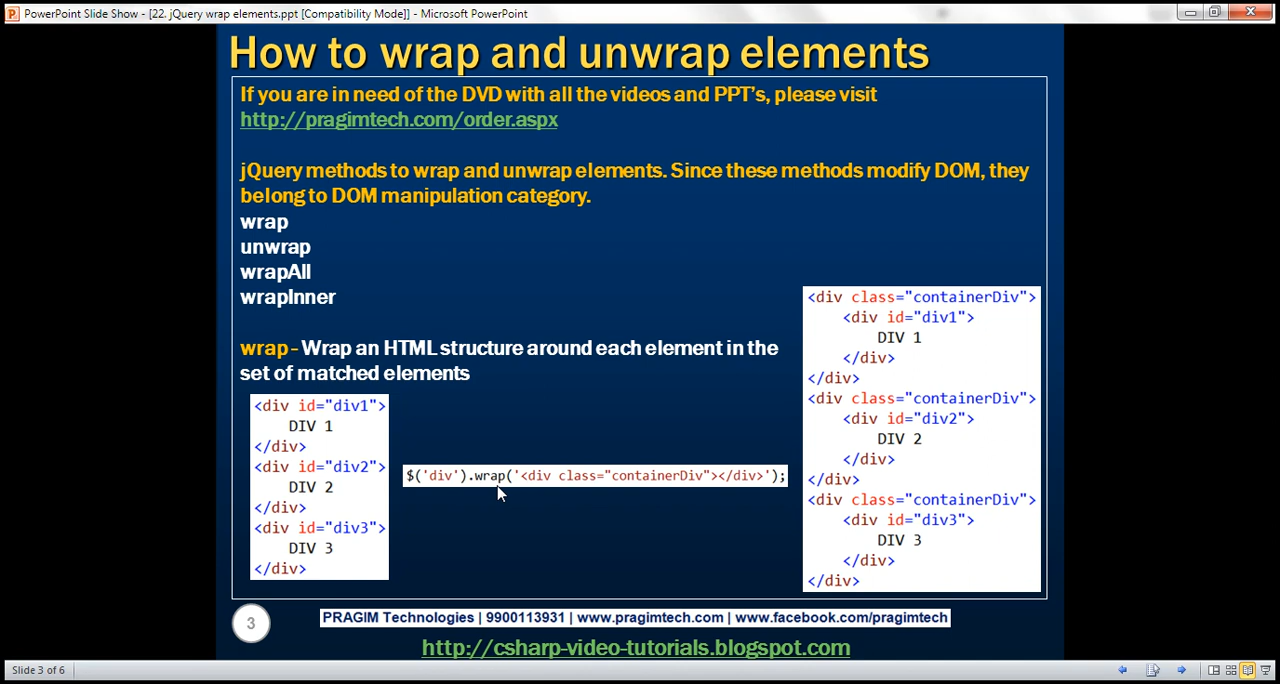 PowerPoint Slide Show - [22. jQuery wrap elements.ppt [Compatibility Mode]] - Microsoft PowerPoint
How to wrap and unwrap elements
If you are in need of the DVD with all the videos and PPT's, please visit
http://pragimtech.com/order.aspx
jQuery methods to wrap and unwrap elements. Since these methods modify DOM, they
belong to DOM manipulation category.
wrap
unwrap
wrapAll
wrapInner
wrap - Wrap an HTML structure around each element in the
set of matched elements
<div id="div1">
DIV 1
</div>
<div id="div2">
DIV 2
</div>
<div id="div3">
DIV 3
</div>
$('div').wrap('<div class="containerDiv"></div>');
<div class="containerDiv">
<div id="div1">
DIV 1
</div>
</div>
<div class="containerDiv">
<div id="div2">
DIV 2
</div>
</div>
<div class="containerDiv">
<div id="div3">
DIV 3
</div>
</div>
3
PRAGIM Technologies | 9900113931 | www.pragimtech.com | www.facebook.com/pragimtech
http://csharp-video-tutorials.blogspot.com
Slide 3 of 6